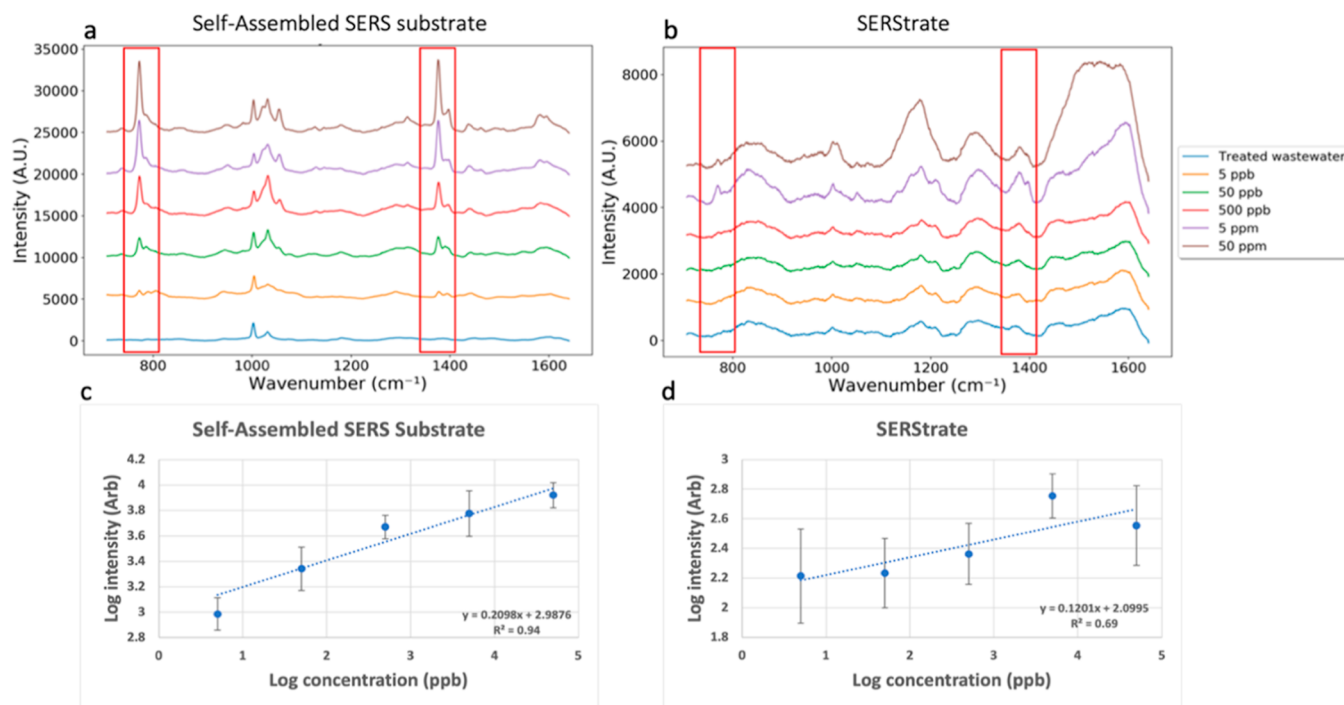 a
Self-Assembled SERS substrate
35000
30000
25000
20000
15000
10000
5000
0
Intensity (A.U.)
800
1000
1200
1400
1600
Wavenumber (cm⁻¹)
b
SERStrate
8000
6000
4000
2000
0
Intensity (A.U.)
800
1000
1200
1400
1600
Wavenumber (cm⁻¹)
Treated wastewater
5 ppb
50 ppb
500 ppb
5 ppm
50 ppm
c
Self-Assembled SERS Substrate
4.2
4
3.8
3.6
3.4
3.2
3
2.8
Log intensity (Arb)
y = 0.2098x + 2.9876
R² = 0.94
0
1
2
3
4
5
Log concentration (ppb)
d
SERStrate
3
2.8
2.6
2.4
2.2
2
1.8
Log intensity (Arb)
y = 0.1201x + 2.0995
R² = 0.69
0
1
2
3
4
5
Log concentration (ppb)